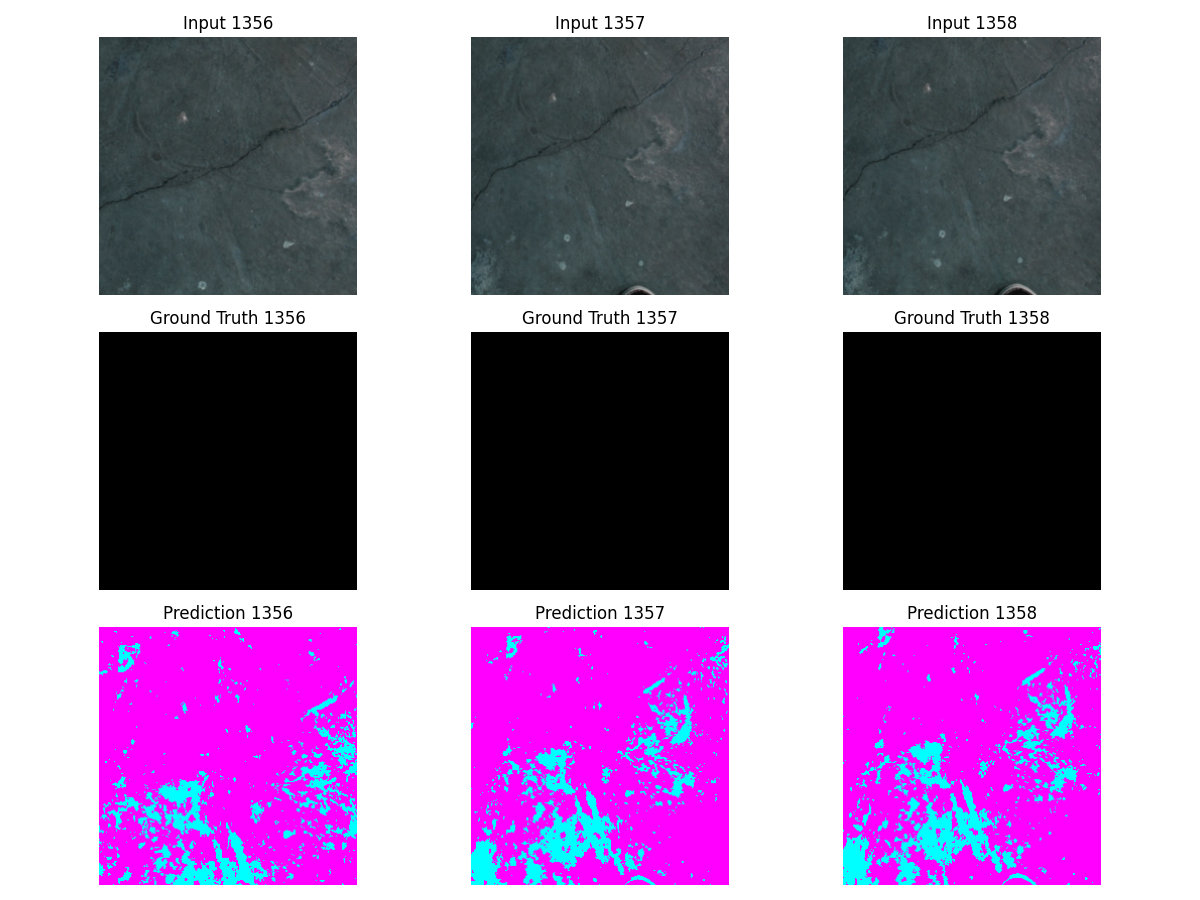 Input 1356
Input 1357
Input 1358
Ground Truth 1356
Ground Truth 1357
Ground Truth 1358
Prediction 1356
Prediction 1357
Prediction 1358